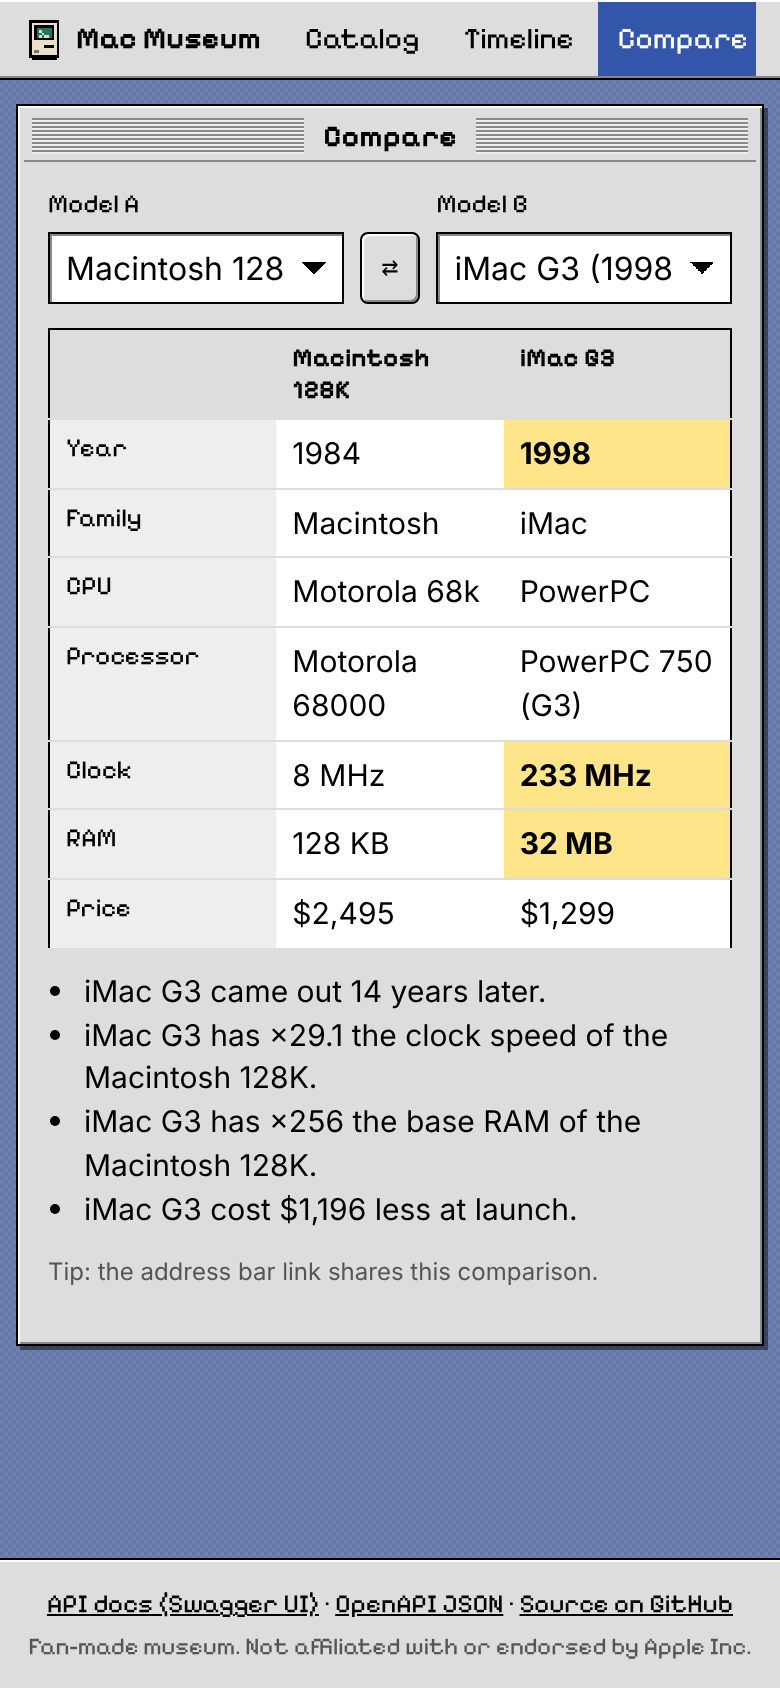 Mac Museum Catalog Timeline Compare
Compare
Model A Model B
Macintosh 128 ⇄ iMac G3 (1998
Macintosh 128K iMac G3
Year 1984 1998
Family Macintosh iMac
CPU Motorola 68k PowerPC
Processor Motorola 68000 PowerPC 750 (G3)
Clock 8 MHz 233 MHz
RAM 128 KB 32 MB
Price $2,495 $1,299
• iMac G3 came out 14 years later.
• iMac G3 has ×29.1 the clock speed of the
Macintosh 128K.
• iMac G3 has ×256 the base RAM of the
Macintosh 128K.
• iMac G3 cost $1,196 less at launch.
Tip: the address bar link shares this comparison.
API docs (Swagger UI) · OpenAPI JSON · Source on GitHub
Fan-made museum. Not affiliated with or endorsed by Apple Inc.